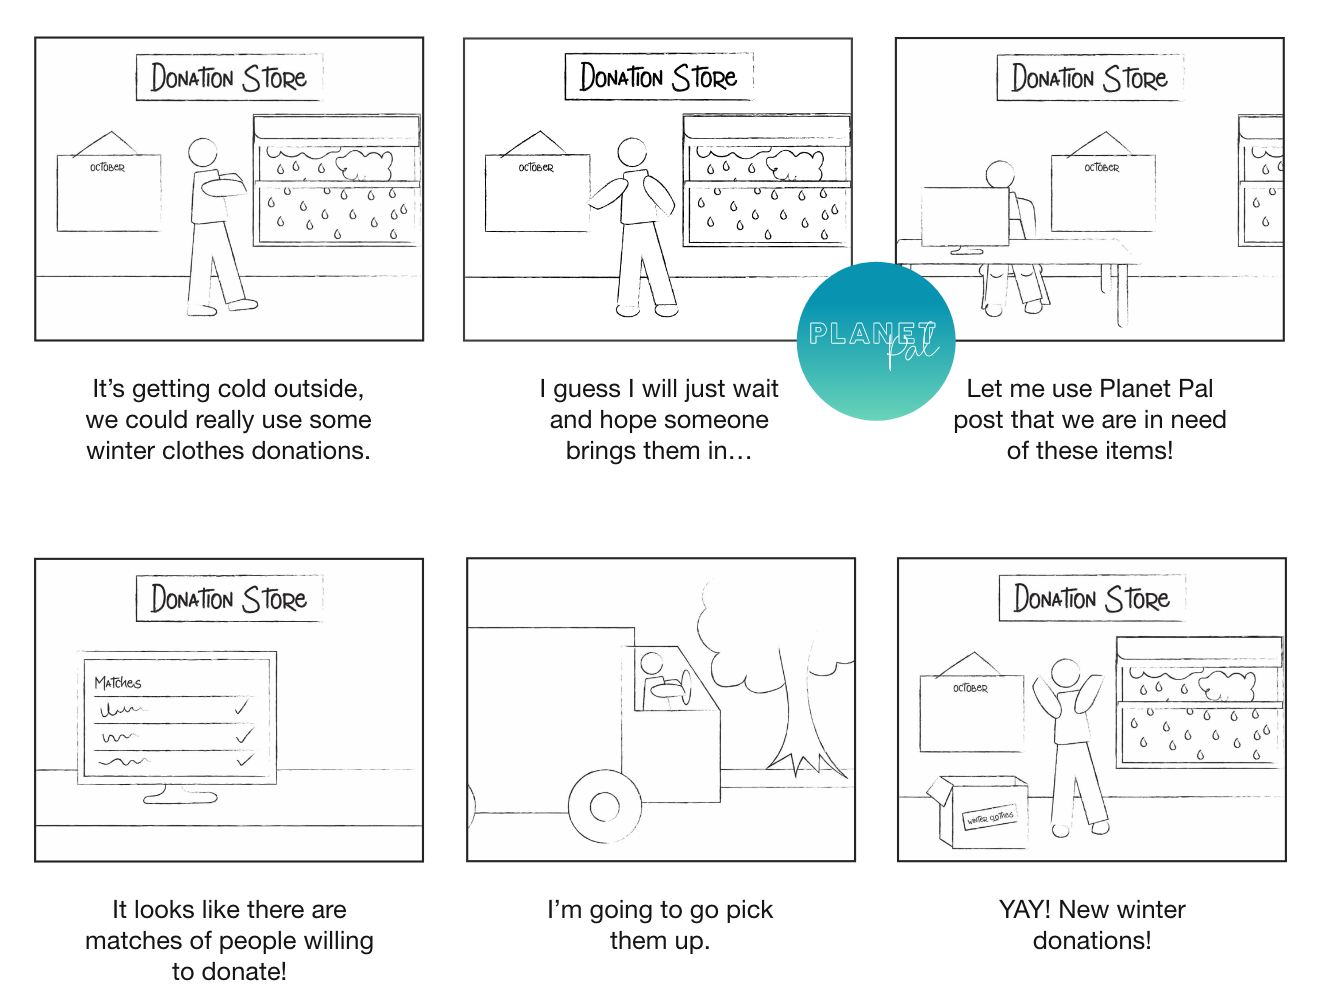 DONATION STORE
OCTOBER
It’s getting cold outside,
we could really use some
winter clothes donations.
DONATION STORE
OCTOBER
I guess I will just wait
and hope someone
brings them in…
DONATION STORE
OCTOBER
PLANET
Pal
Let me use Planet Pal
post that we are in need
of these items!
DONATION STORE
Matches
It looks like there are
matches of people willing
to donate!
I’m going to go pick
them up.
DONATION STORE
OCTOBER
WINTER CLOTHES
YAY! New winter
donations!